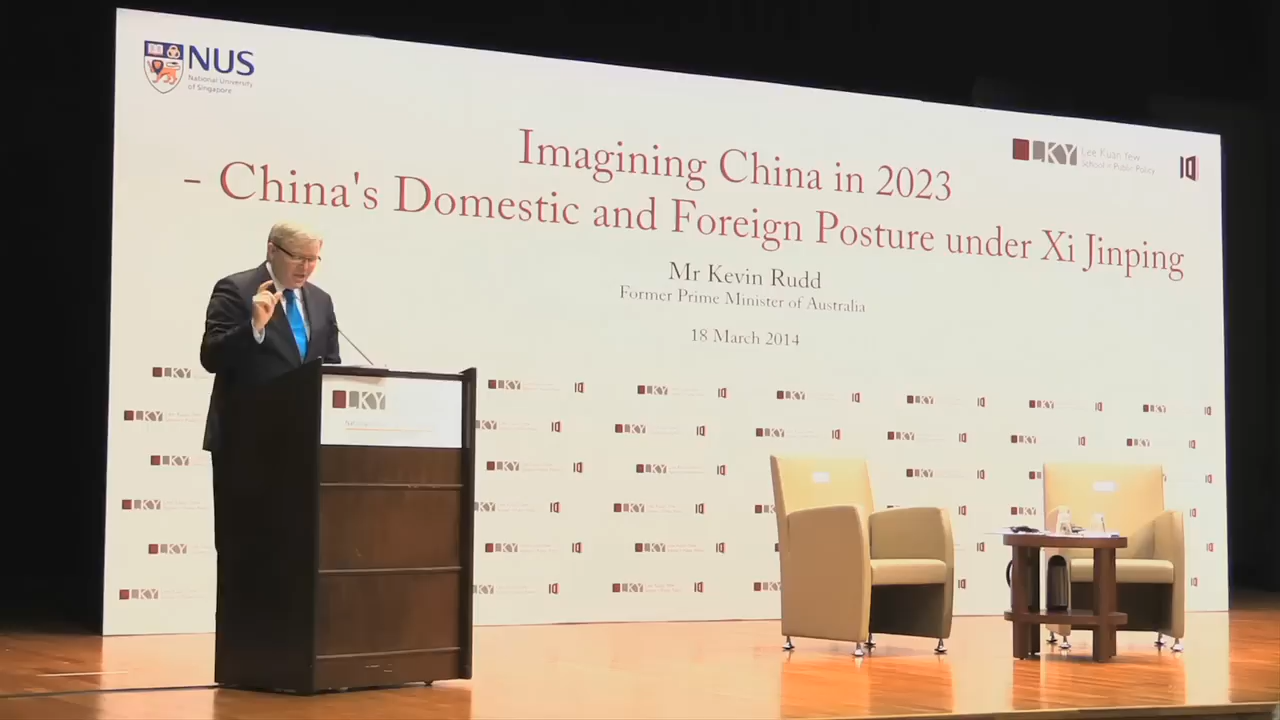 NUS
National University
of Singapore
LKY
Lee Kuan Yew
School of Public Policy
Imagining China in 2023
- China's Domestic and Foreign Posture under Xi Jinping
Mr Kevin Rudd
Former Prime Minister of Australia
18 March 2014
LKY